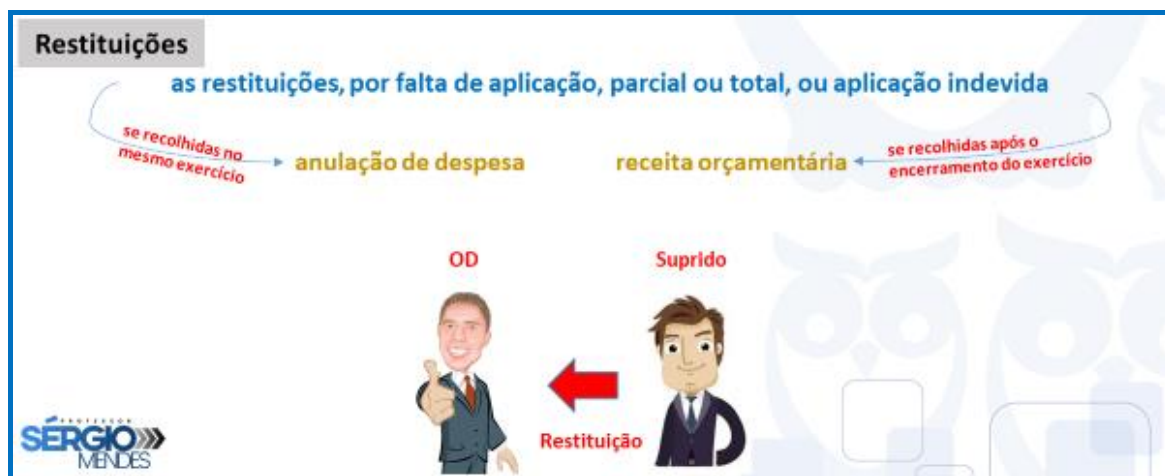 Restituições
as restituições, por falta de aplicação, parcial ou total, ou aplicação indevida
se recolhidas no
mesmo exercício
anulação de despesa
receita orçamentária
se recolhidas após o
encerramento do exercício
OD
Suprido
Restituição
PROFESSOR
SÉRGIO
MENDES